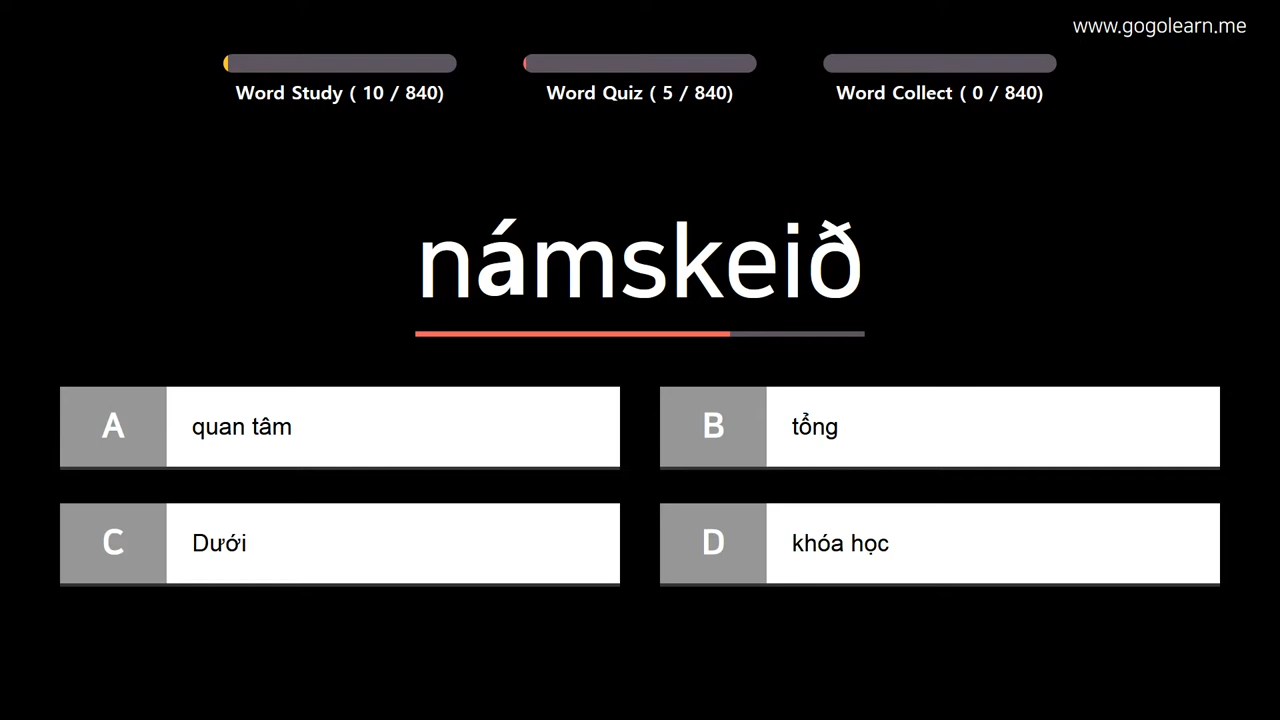 www.gogolearn.me
Word Study ( 10 / 840)
Word Quiz ( 5 / 840)
Word Collect ( 0 / 840)
námskeið
A quan tâm
B tổng
C Dưới
D khóa học